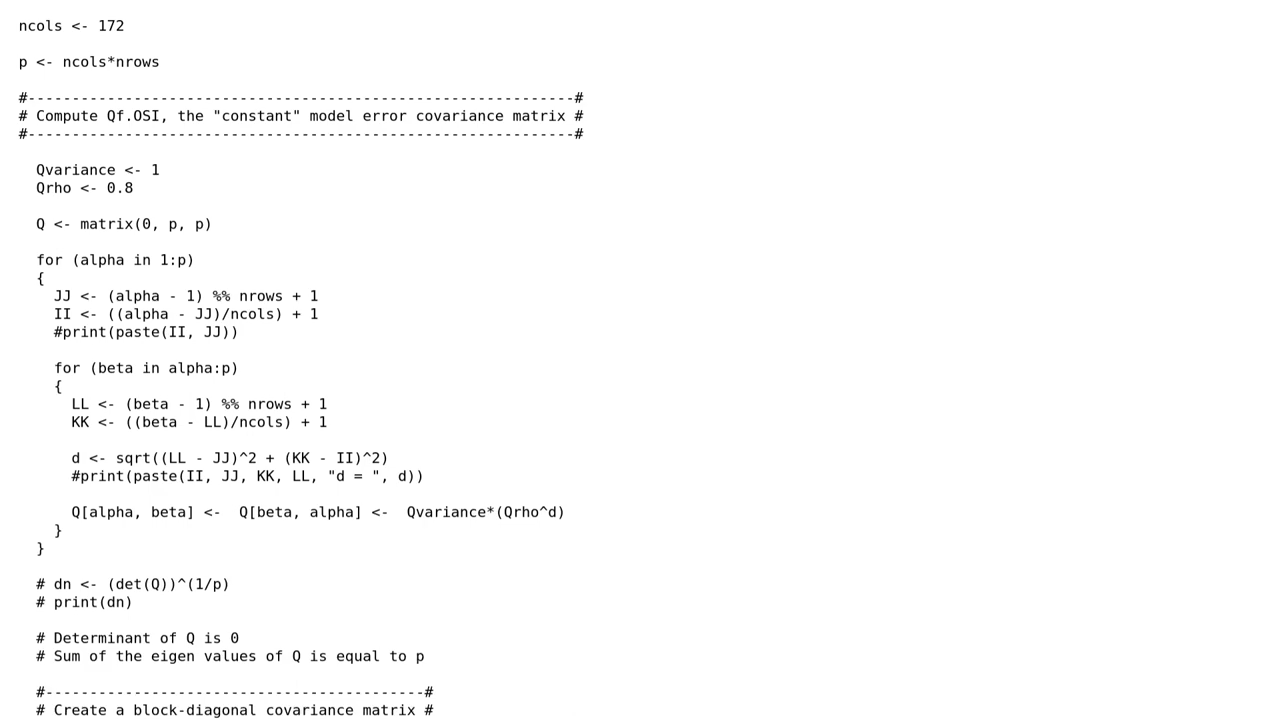 ncols <- 172
p <- ncols*nrows
#--------------------------------------------------------------#
# Compute Qf.OSI, the "constant" model error covariance matrix #
#--------------------------------------------------------------#
Qvariance <- 1
Qrho <- 0.8
Q <- matrix(0, p, p)
for (alpha in 1:p)
{
JJ <- (alpha - 1) %% nrows + 1
II <- ((alpha - JJ)/ncols) + 1
#print(paste(II, JJ))
for (beta in alpha:p)
{
LL <- (beta - 1) %% nrows + 1
KK <- ((beta - LL)/ncols) + 1
d <- sqrt((LL - JJ)^2 + (KK - II)^2)
#print(paste(II, JJ, KK, LL, "d = ", d))
Q[alpha, beta] <-  Q[beta, alpha] <-  Qvariance*(Qrho^d)
}
}
# dn <- (det(Q))^(1/p)
# print(dn)
# Determinant of Q is 0
# Sum of the eigen values of Q is equal to p
#-------------------------------------------#
# Create a block-diagonal covariance matrix #